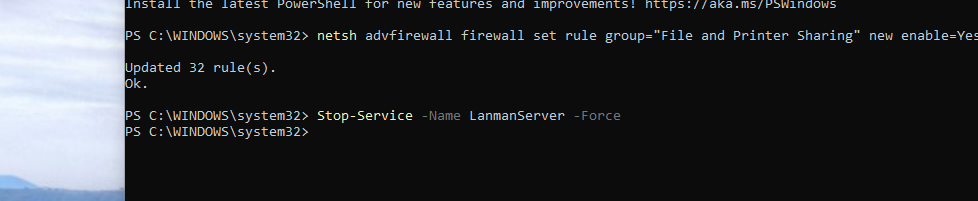 Install the latest PowerShell for new features and improvements! https://aka.ms/PSWindows
PS C:\WINDOWS\system32> netsh advfirewall firewall set rule group="File and Printer Sharing" new enable=Yes
Updated 32 rule(s).
Ok.
PS C:\WINDOWS\system32> Stop-Service -Name LanmanServer -Force
PS C:\WINDOWS\system32>